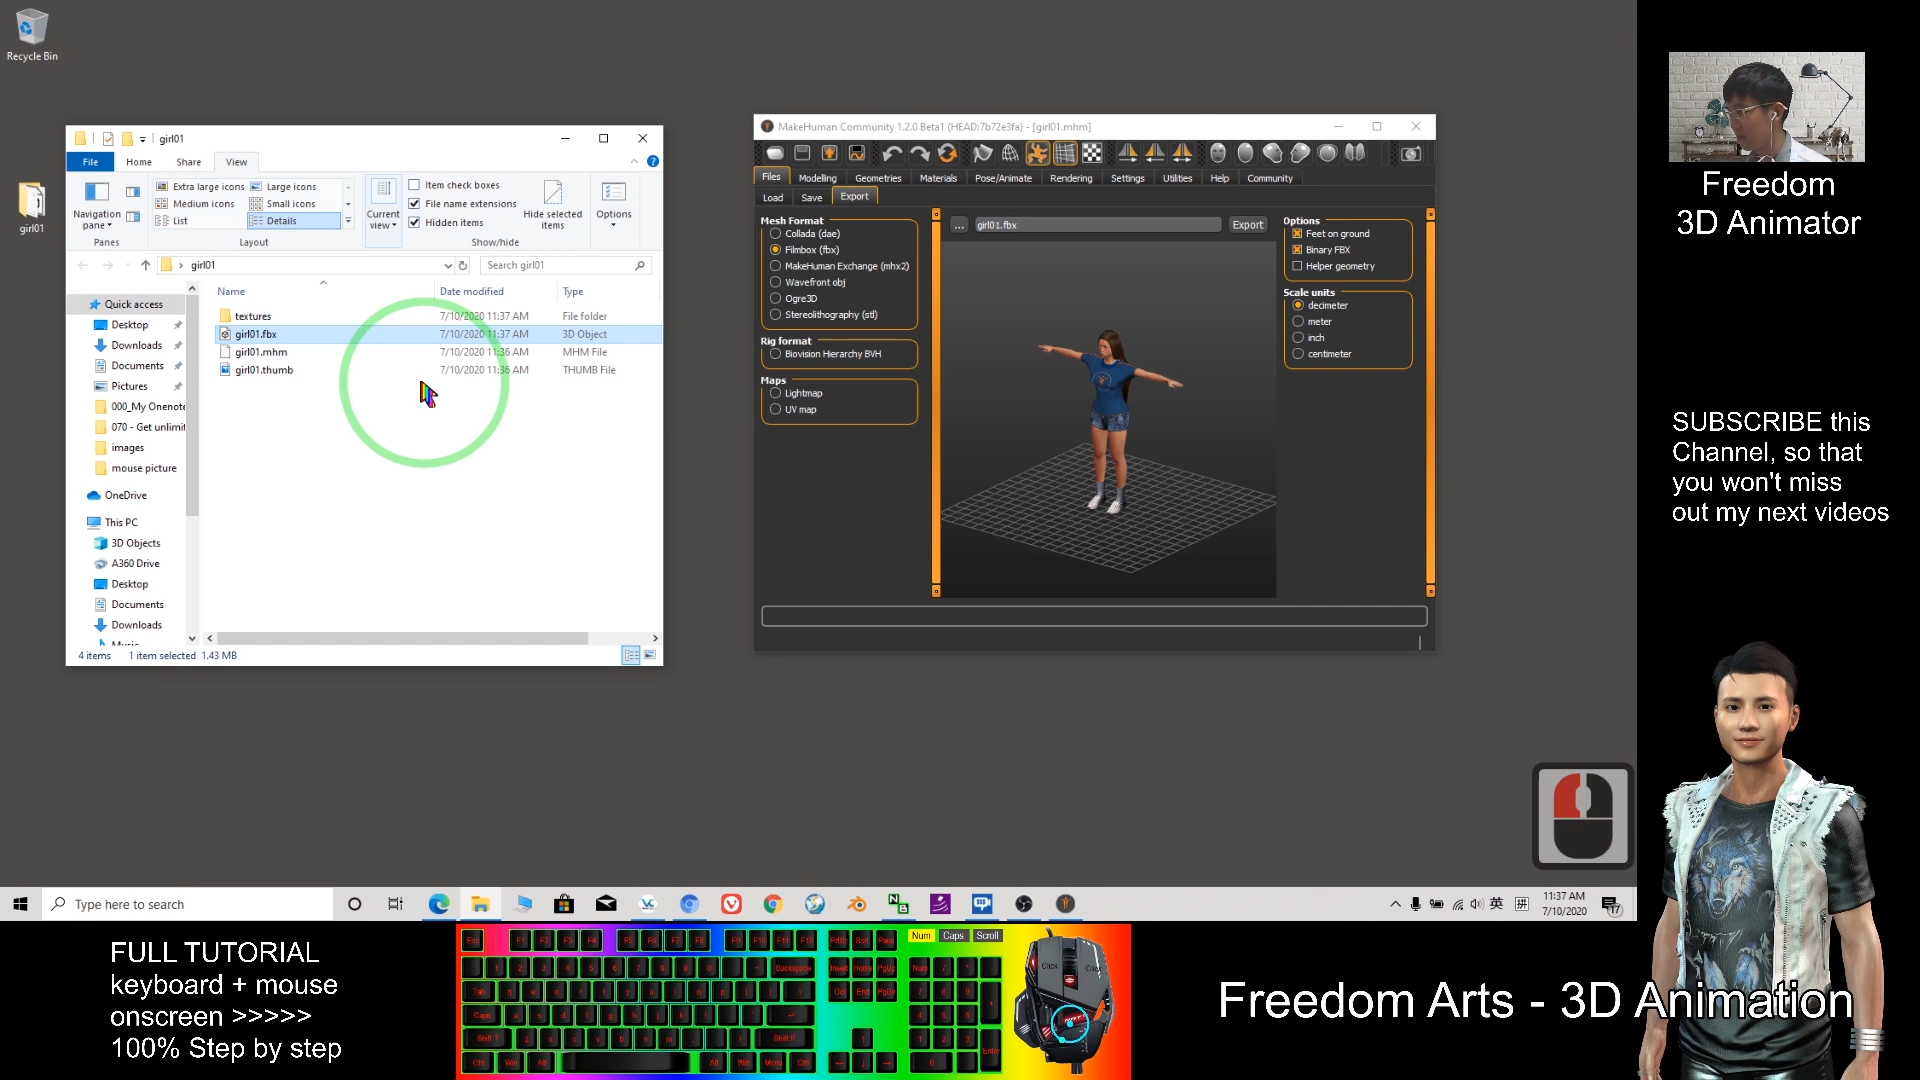 Recycle Bin
girl01
girl01
File
Home
Share
View
Navigation
pane
Panes
Extra large icons
Large icons
Medium icons
Small icons
List
Details
Layout
Current
view
Item check boxes
File name extensions
Hidden items
Hide selected
items
Show/hide
Options
girl01
Search girl01
Name
Date modified
Type
textures
7/10/2020 11:37 AM
File folder
girl01.fbx
7/10/2020 11:37 AM
3D Object
girl01.mhm
7/10/2020 11:36 AM
MHM File
girl01.thumb
7/10/2020 11:36 AM
THUMB File
Quick access
Desktop
Downloads
Documents
Pictures
000_My Onenote
070 - Get unlimit
images
mouse picture
OneDrive
This PC
3D Objects
A360 Drive
Desktop
Documents
Downloads
Music
4 items
1 item selected
1.43 MB
MakeHuman Community 1.2.0 Beta1 (HEAD:7b72e3fa) - [girl01.mhm]
Files
Modelling
Geometries
Materials
Pose/Animate
Rendering
Settings
Utilities
Help
Community
Load
Save
Export
Mesh Format
Collada (dae)
Filmbox (fbx)
MakeHuman Exchange (mhx2)
Wavefront obj
Ogre3D
Stereolithography (stl)
Rig format
Biovision Hierarchy BVH
Maps
Lightmap
UV map
...
girl01.fbx
Export
Options
Feet on ground
Binary FBX
Helper geometry
Scale units
decimeter
meter
inch
centimeter
Freedom
3D Animator
SUBSCRIBE this
Channel, so that
you won't miss
out my next videos
Type here to search
英
拼
11:37 AM
7/10/2020
17
FULL TUTORIAL
keyboard + mouse
onscreen >>>>>
100% Step by step
Num
Caps
Scroll
Click
Freedom Arts - 3D Animation